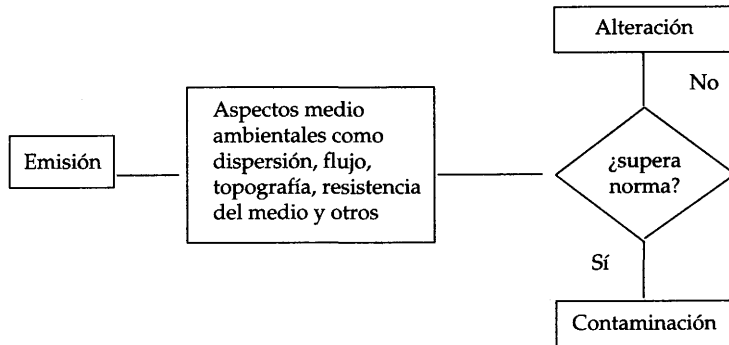 Emisión
Aspectos medio
ambientales como
dispersión, flujo,
topografía, resistencia
del medio y otros
Alteración
No
¿supera
norma?
Sí
Contaminación